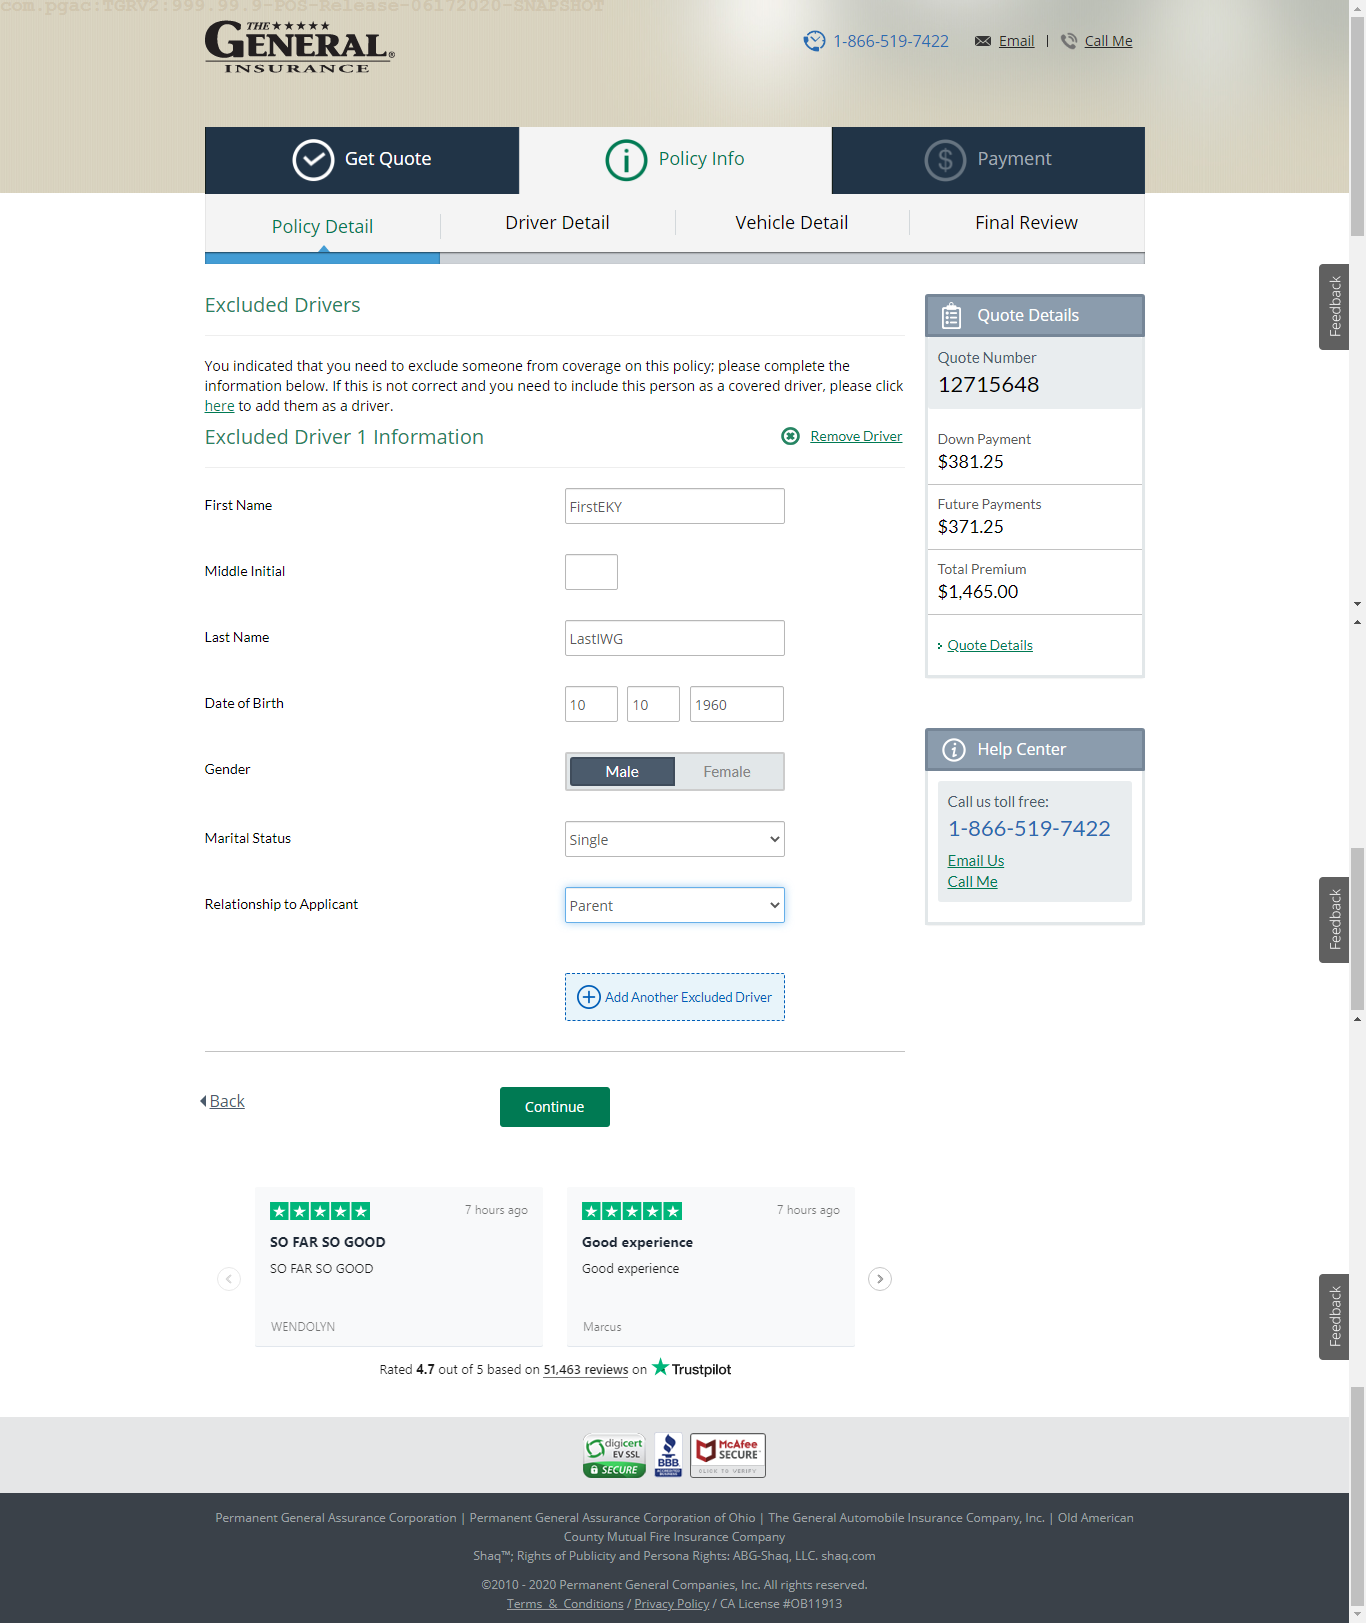 com.pgac:TGRV2:999.99.9-POS-Release-06172020-SNAPSHOT
THE
GENERAL®
INSURANCE
1-866-519-7422 Email | Call Me
Get Quote Policy Info Payment
Policy Detail Driver Detail Vehicle Detail Final Review
Excluded Drivers
You indicated that you need to exclude someone from coverage on this policy; please complete the
information below. If this is not correct and you need to include this person as a covered driver, please click
here to add them as a driver.
Excluded Driver 1 Information Remove Driver
First Name FirstEKY
Middle Initial
Last Name LastIWG
Date of Birth 10 10 1960
Gender Male Female
Marital Status Single
Relationship to Applicant Parent
Add Another Excluded Driver
Back Continue
Quote Details
Quote Number
12715648
Down Payment
$381.25
Future Payments
$371.25
Total Premium
$1,465.00
Quote Details
Help Center
Call us toll free:
1-866-519-7422
Email Us
Call Me
Feedback
Feedback
Feedback
7 hours ago
SO FAR SO GOOD
SO FAR SO GOOD
WENDOLYN
7 hours ago
Good experience
Good experience
Marcus
Rated 4.7 out of 5 based on 51,463 reviews on Trustpilot
digicert
EV SSL
SECURE
BBB.
ACCREDITED
BUSINESS
McAfee
SECURE
CLICK TO VERIFY
Permanent General Assurance Corporation | Permanent General Assurance Corporation of Ohio | The General Automobile Insurance Company, Inc. | Old American
County Mutual Fire Insurance Company
Shaq™; Rights of Publicity and Persona Rights: ABG-Shaq, LLC. shaq.com
©2010 - 2020 Permanent General Companies, Inc. All rights reserved.
Terms & Conditions / Privacy Policy / CA License #OB11913